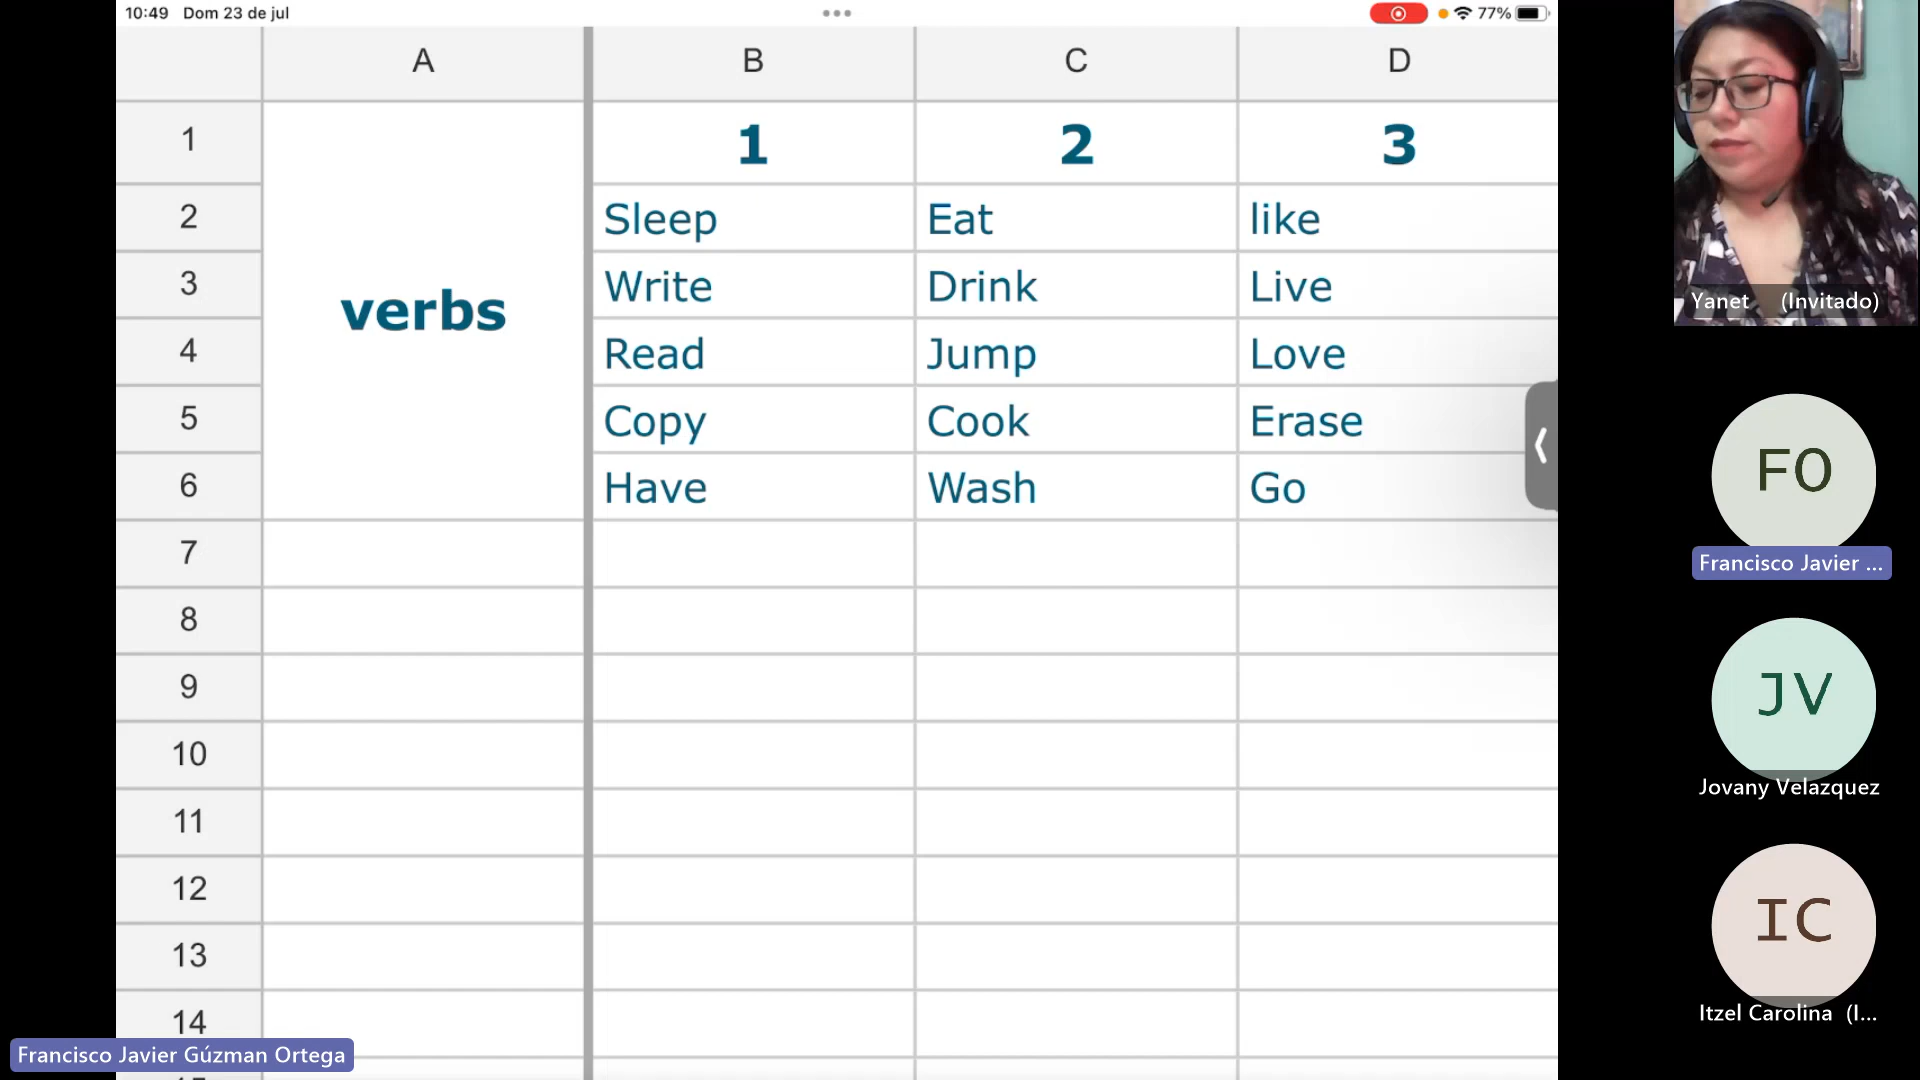 10:49 Dom 23 de jul
77%
A B C D
1 1 2 3
2 Sleep Eat like
3 Write Drink Live
verbs
4 Read Jump Love
5 Copy Cook Erase
6 Have Wash Go
7
8
9
10
11
12
13
14
Francisco Javier Gúzman Ortega
Yanet (Invitado)
FO
Francisco Javier ...
JV
Jovany Velazquez
IC
Itzel Carolina (I...